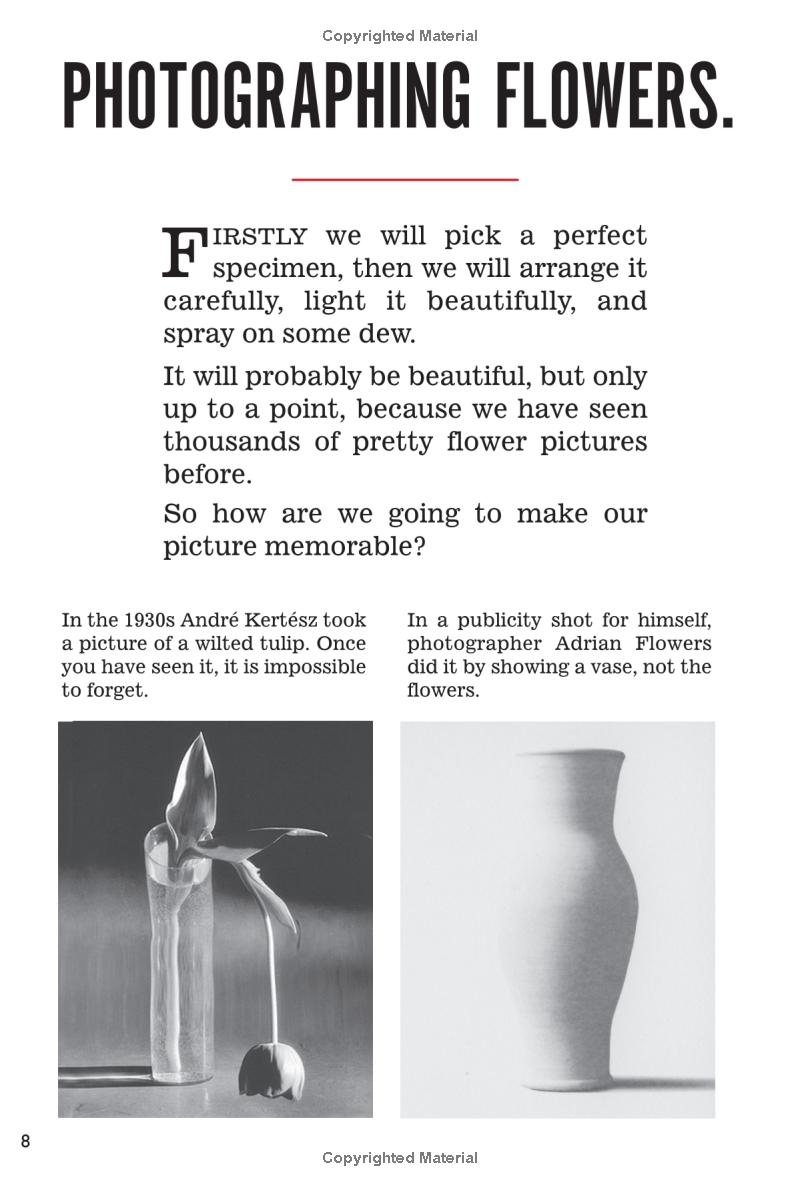 Copyrighted Material
PHOTOGRAPHING FLOWERS.
FIRSTLY we will pick a perfect
specimen, then we will arrange it
carefully, light it beautifully, and
spray on some dew.
It will probably be beautiful, but only
up to a point, because we have seen
thousands of pretty flower pictures
before.
So how are we going to make our
picture memorable?
In the 1930s André Kertész took
a picture of a wilted tulip. Once
you have seen it, it is impossible
to forget.
In a publicity shot for himself,
photographer Adrian Flowers
did it by showing a vase, not the
flowers.
8
Copyrighted Material